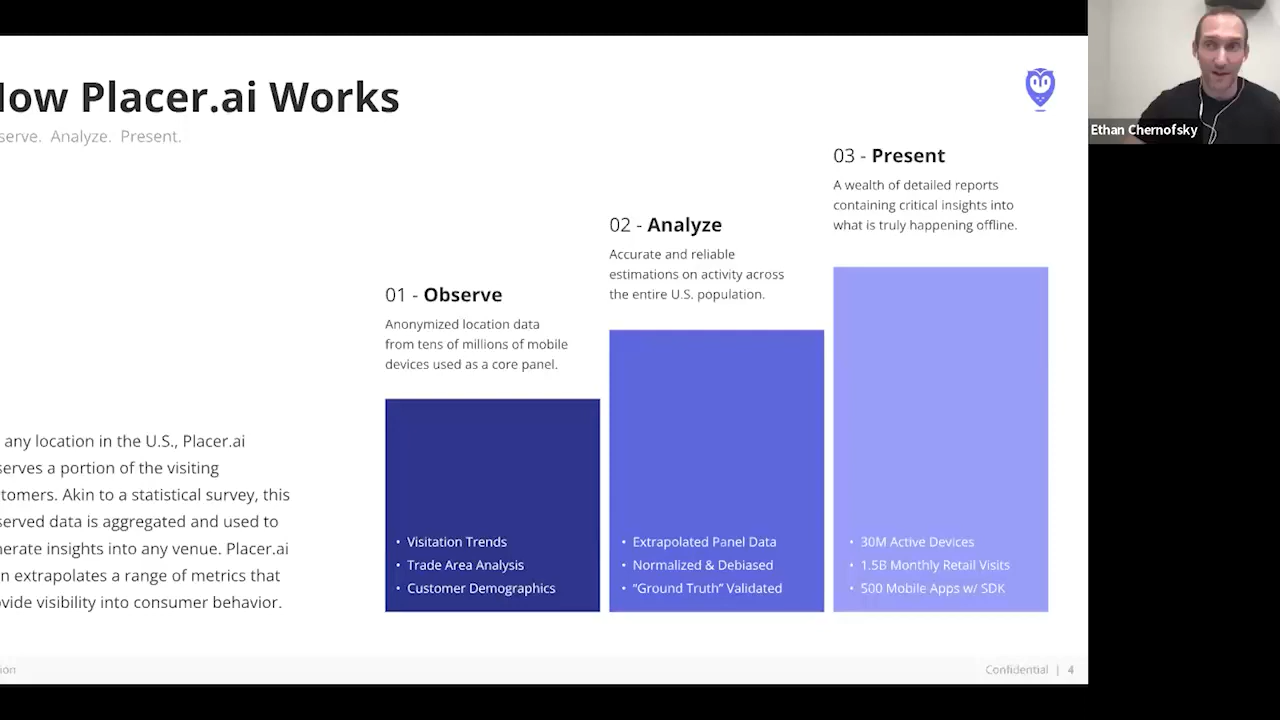 How Placer.ai Works
serve. Analyze. Present.
Ethan Chernofsky
03 - Present
A wealth of detailed reports
containing critical insights into
what is truly happening offline.
02 - Analyze
Accurate and reliable
estimations on activity across
the entire U.S. population.
01 - Observe
Anonymized location data
from tens of millions of mobile
devices used as a core panel.
any location in the U.S., Placer.ai
serves a portion of the visiting
tomers. Akin to a statistical survey, this
served data is aggregated and used to
nerate insights into any venue. Placer.ai
n extrapolates a range of metrics that
vide visibility into consumer behavior.
• Visitation Trends
• Trade Area Analysis
• Customer Demographics
• Extrapolated Panel Data
• Normalized & Debiased
• “Ground Truth” Validated
• 30M Active Devices
• 1.5B Monthly Retail Visits
• 500 Mobile Apps w/ SDK
ion
Confidential | 4